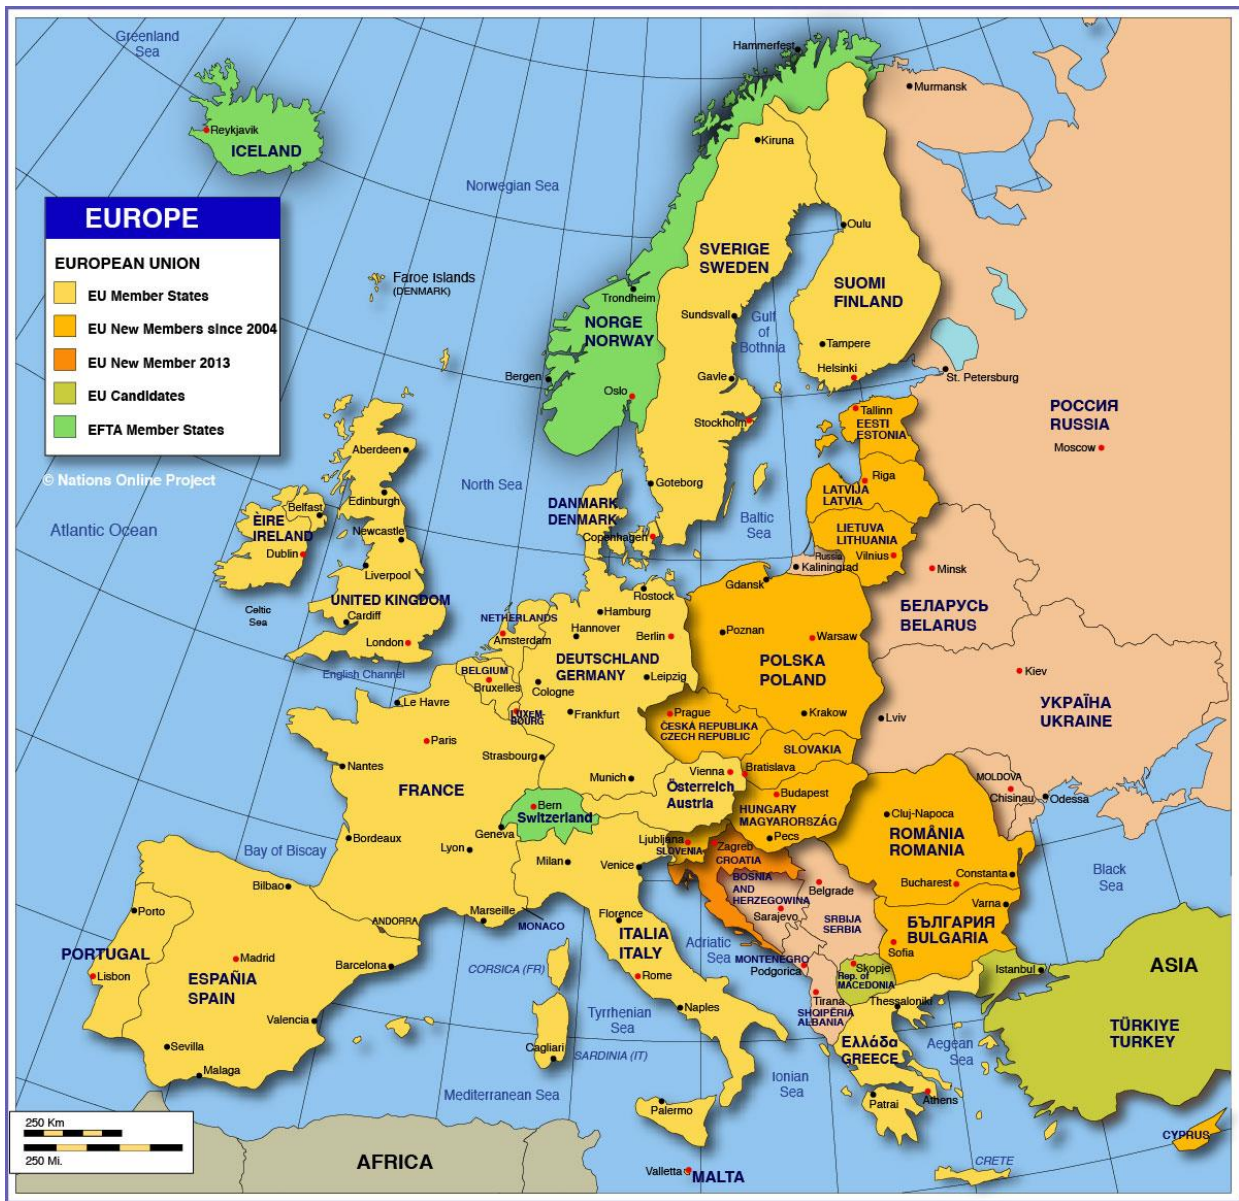 Greenland
Sea
Hammerfest
Murmansk
Reykjavik
ICELAND
Kiruna
Norwegian Sea
EUROPE
EUROPEAN UNION
EU Member States
EU New Members since 2004
EU New Member 2013
EU Candidates
EFTA Member States
© Nations Online Project
Oulu
SVERIGE
SWEDEN
Faroe Islands
(DENMARK)
SUOMI
FINLAND
Trondheim
NORGE
NORWAY
Sundsvall
Gulf
of
Bothnia
Tampere
Bergen
Gavle
Helsinki
St. Petersburg
Oslo
Stockholm
Tallinn
EESTI
ESTONIA
РОССИЯ
RUSSIA
Moscow
Aberdeen
North Sea
Goteborg
Riga
LATVIJA
LATVIA
Edinburgh
DANMARK
DENMARK
Baltic
Sea
Belfast
ÈIRE
IRELAND
Atlantic Ocean
Newcastle
Copenhagen
LIETUVA
LITHUANIA
Dublin
Russia
Vilnius
Kaliningrad
Minsk
Liverpool
Gdansk
Rostock
Celtic
Sea
UNITED KINGDOM
Cardiff
NETHERLANDS
Hamburg
БЕЛАРУСЬ
BELARUS
London
Amsterdam
Hannover
Berlin
Poznan
Warsaw
English Channel
BELGIUM
Bruxelles
DEUTSCHLAND
GERMANY
Leipzig
POLSKA
POLAND
Kiev
Cologne
Le Havre
LUXEM-
BOURG
Frankfurt
Prague
Krakow
Lviv
УКРАЇНА
UKRAINE
ČESKÁ REPUBLIKA
CZECH REPUBLIC
Paris
Strasbourg
SLOVAKIA
Nantes
Munich
Vienna
Bratislava
MOLDOVA
Chisinau
Odessa
FRANCE
Österreich
Austria
Budapest
HUNGARY
MAGYARORSZÁG
Bern
Switzerland
Cluj-Napoca
Geneva
Bordeaux
Pecs
ROMÂNIA
ROMANIA
Bay of Biscay
Lyon
Milan
Venice
Ljubljana
SLOVENIA
Zagreb
CROATIA
Constanta
Black
Sea
Bilbao
BOSNIA
AND
HERZEGOWINA
Belgrade
Bucharest
Porto
Varna
Marseille
Florence
Sarajevo
SRBIJA
SERBIA
БЪЛГАРИЯ
BULGARIA
ANDORRA
MONACO
ITALIA
ITALY
Adriatic
Sea
PORTUGAL
Lisbon
Madrid
Barcelona
Sofia
ESPAÑIA
SPAIN
CORSICA (FR)
Rome
MONTENEGRO
Podgorica
Skopje
Rep. of
MACEDONIA
Istanbul
ASIA
Naples
Tirana
SHQIPËRIA
ALBANIA
Thessaloniki
Valencia
Tyrrhenian
Sea
TÜRKIYE
TURKEY
Sevilla
Cagliari
SARDINIA (IT)
Ελλάδα
GREECE
Aegean
Sea
Malaga
Mediterranean Sea
Ionian
Sea
Palermo
Patrai
Athens
250 Km
250 Mi.
AFRICA
CYPRUS
CRETE
Valletta
MALTA